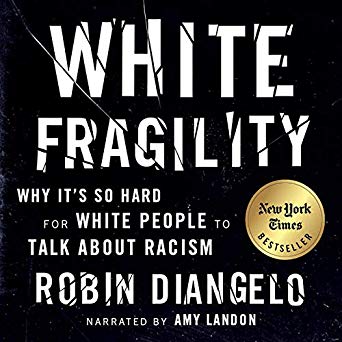 WHITE
FRAGILITY
WHY IT'S SO HARD
FOR WHITE PEOPLE TO
TALK ABOUT RACISM
New York
Times
BESTSELLER
ROBIN DIANGELO
NARRATED BY AMY LANDON